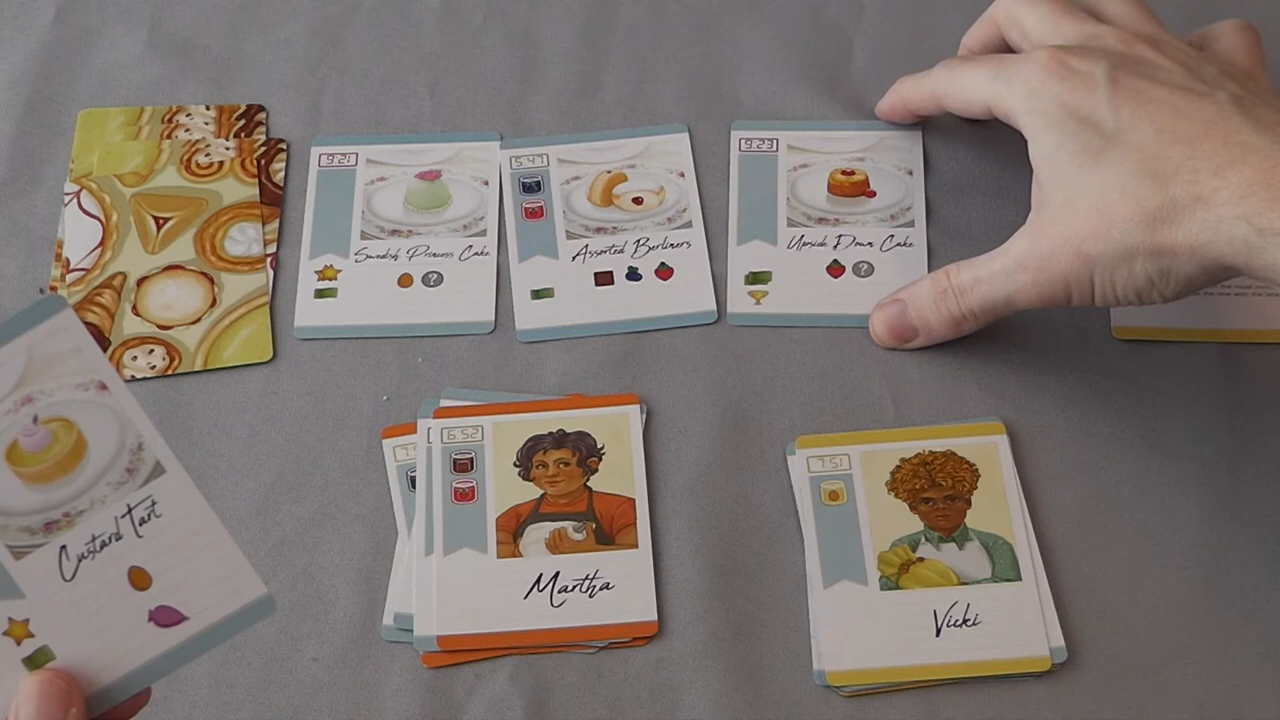 9:21
Swedish Princess Cake
?
5:47
Assorted Berliners
9:23
Upside Down Cake
?
Custard Tart
6:52
Martha
7:51
Vicki